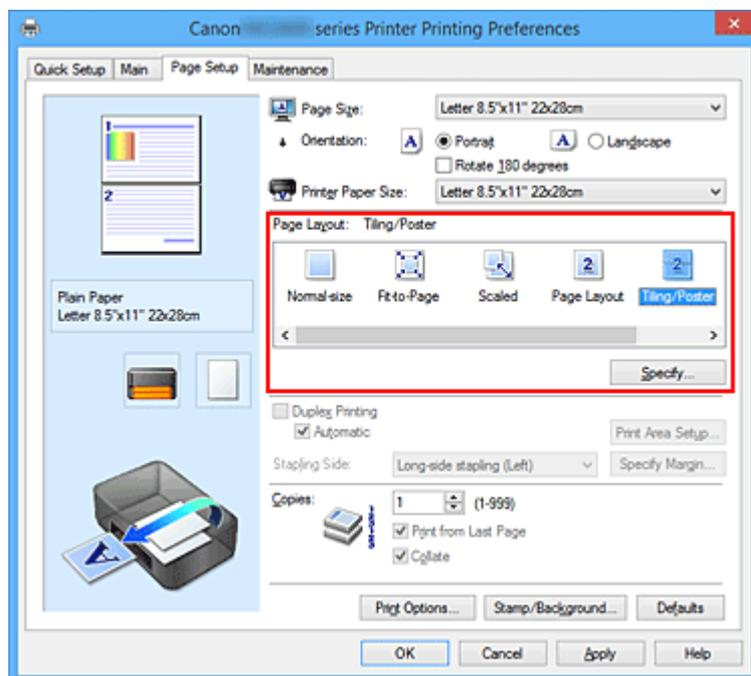 Canon series Printer Printing Preferences
Quick Setup Main Page Setup Maintenance
1
2
Plain Paper
Letter 8.5"x11" 22x28cm
Page Size: Letter 8.5"x11" 22x28cm
Orientation: A Portrait A Landscape
Rotate 180 degrees
Printer Paper Size: Letter 8.5"x11" 22x28cm
Page Layout: Tiling/Poster
2 2
Normal-size Fit-to-Page Scaled Page Layout Tiling/Poster
Specify...
Duplex Printing
Automatic Print Area Setup...
Stapling Side: Long-side stapling (Left) Specify Margin...
Copies: 1 (1-999)
Print from Last Page
Collate
A
Print Options... Stamp/Background... Defaults
OK Cancel Apply Help